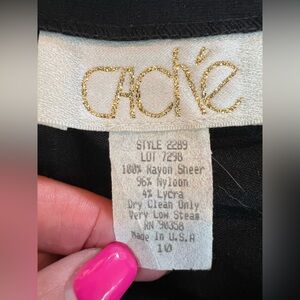 CACHÉ
STYLE 2289
LOT 7298
100% Rayon Sheer
96% Nyloon
4% Lycra
Dry Clean Only
Very Low Steam
RN 90358
Made In U.S.A
10